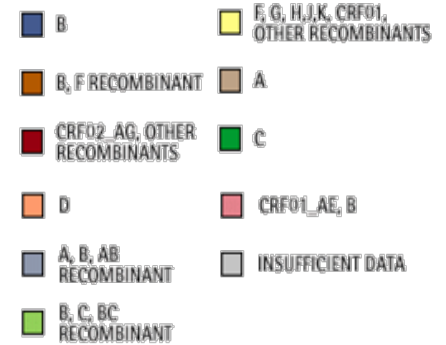 B
B, F RECOMBINANT
CRF02_AG, OTHER
RECOMBINANTS
D
A, B, AB
RECOMBINANT
B, C, BC
RECOMBINANT
F, G, H,J,K, CRF01,
OTHER RECOMBINANTS
A
C
CRF01_AE, B
INSUFFICIENT DATA